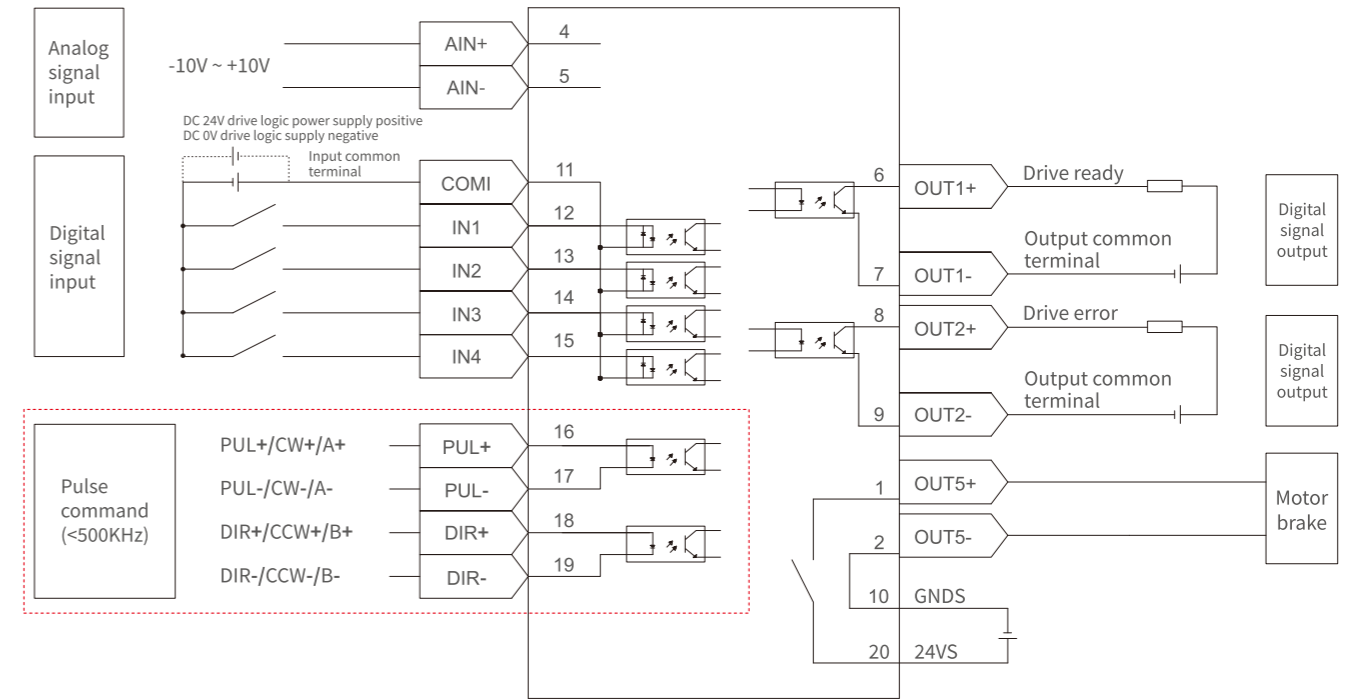 Analog
signal
input
-10V ~ +10V
AIN+
4
AIN-
5
DC 24V drive logic power supply positive
DC 0V drive logic supply negative
Input common
terminal
Digital
signal
input
COMI
11
IN1
12
IN2
13
IN3
14
IN4
15
Pulse
command
(<500KHz)
PUL+/CW+/A+
PUL+
16
PUL-/CW-/A-
PUL-
17
DIR+/CCW+/B+
DIR+
18
DIR-/CCW-/B-
DIR-
19
6
OUT1+
Drive ready
7
OUT1-
Output common
terminal
Digital
signal
output
8
OUT2+
Drive error
9
OUT2-
Output common
terminal
Digital
signal
output
1
OUT5+
2
OUT5-
Motor
brake
10
GNDS
20
24VS